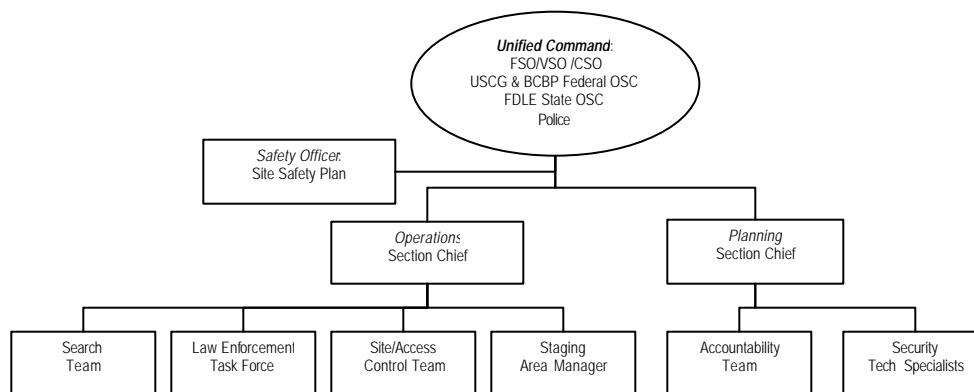 Unified Command:
FSO/VSO /CSO
USCG & BCBP Federal OSC
FDLE State OSC
Police
Safety Officer:
Site Safety Plan
Operations
Section Chief
Planning
Section Chief
Search
Team
Law Enforcement
Task Force
Site/Access
Control Team
Staging
Area Manager
Accountability
Team
Security
Tech Specialists